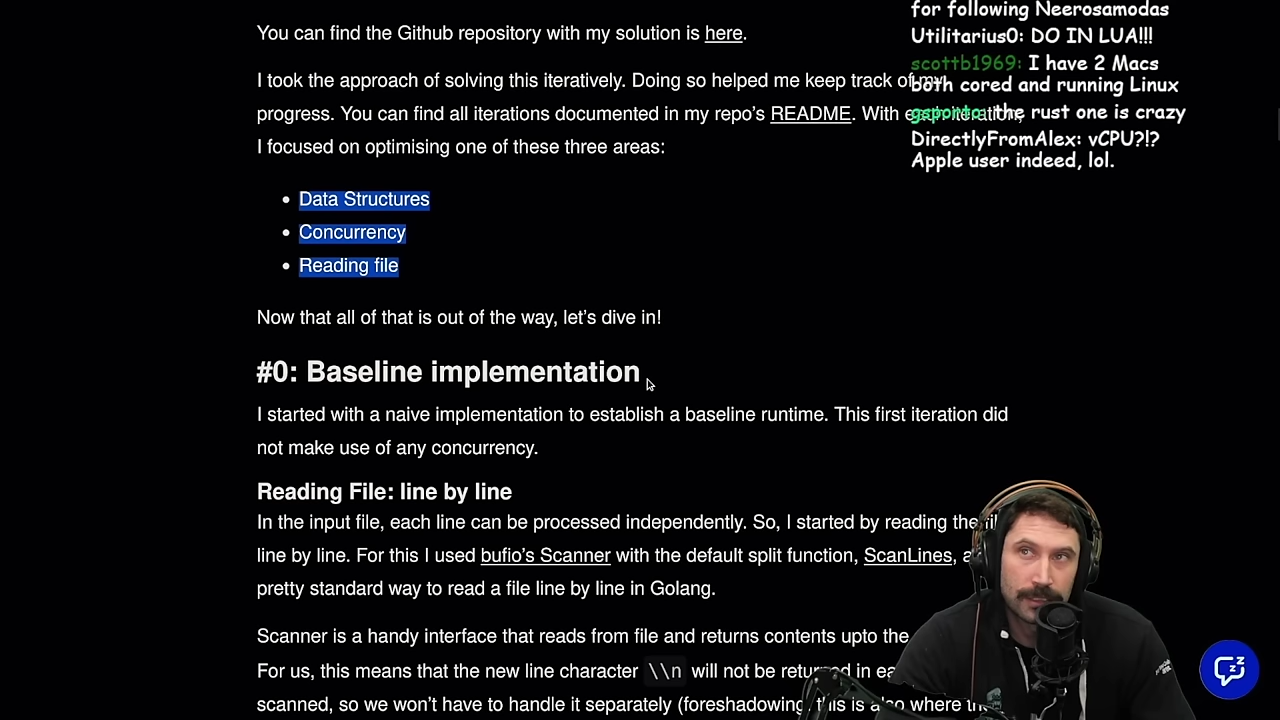 You can find the Github repository with my solution is here.
I took the approach of solving this iteratively. Doing so helped me keep track of my
progress. You can find all iterations documented in my repo's README. With each iteration,
I focused on optimising one of these three areas:
• Data Structures
• Concurrency
• Reading file
Now that all of that is out of the way, let's dive in!
#0: Baseline implementation
I started with a naive implementation to establish a baseline runtime. This first iteration did
not make use of any concurrency.
Reading File: line by line
In the input file, each line can be processed independently. So, I started by reading the
line by line. For this I used bufio's Scanner with the default split function, ScanLines,
pretty standard way to read a file line by line in Golang.
Scanner is a handy interface that reads from file and returns contents upto the
For us, this means that the new line character \\n will not be returned in
scanned, so we won't have to handle it separately (foreshadowing, this is also where
for following Neerosamodas
Utilitarius0: DO IN LUA!!!
scottb1969: I have 2 Macs
both cored and running Linux
the rust one is crazy
DirectlyFromAlex: vCPU?!?
Apple user indeed, lol.